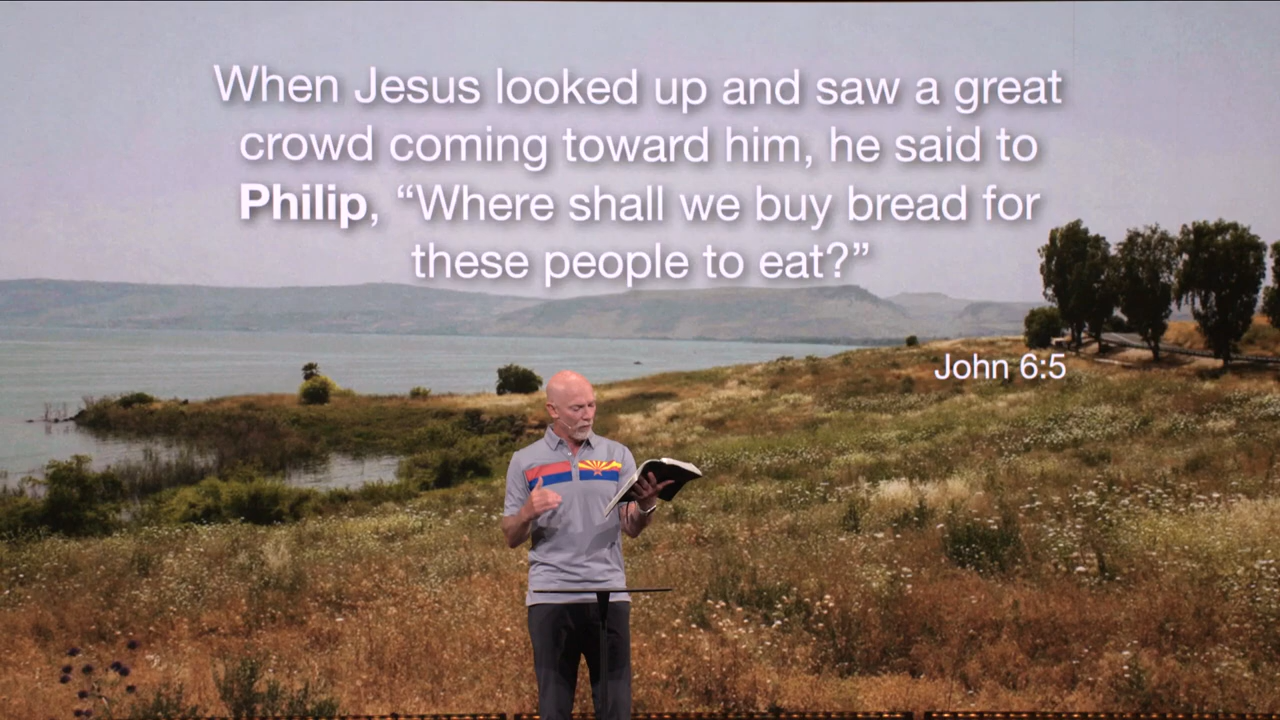 When Jesus looked up and saw a great
crowd coming toward him, he said to
Philip, “Where shall we buy bread for
these people to eat?”
John 6:5